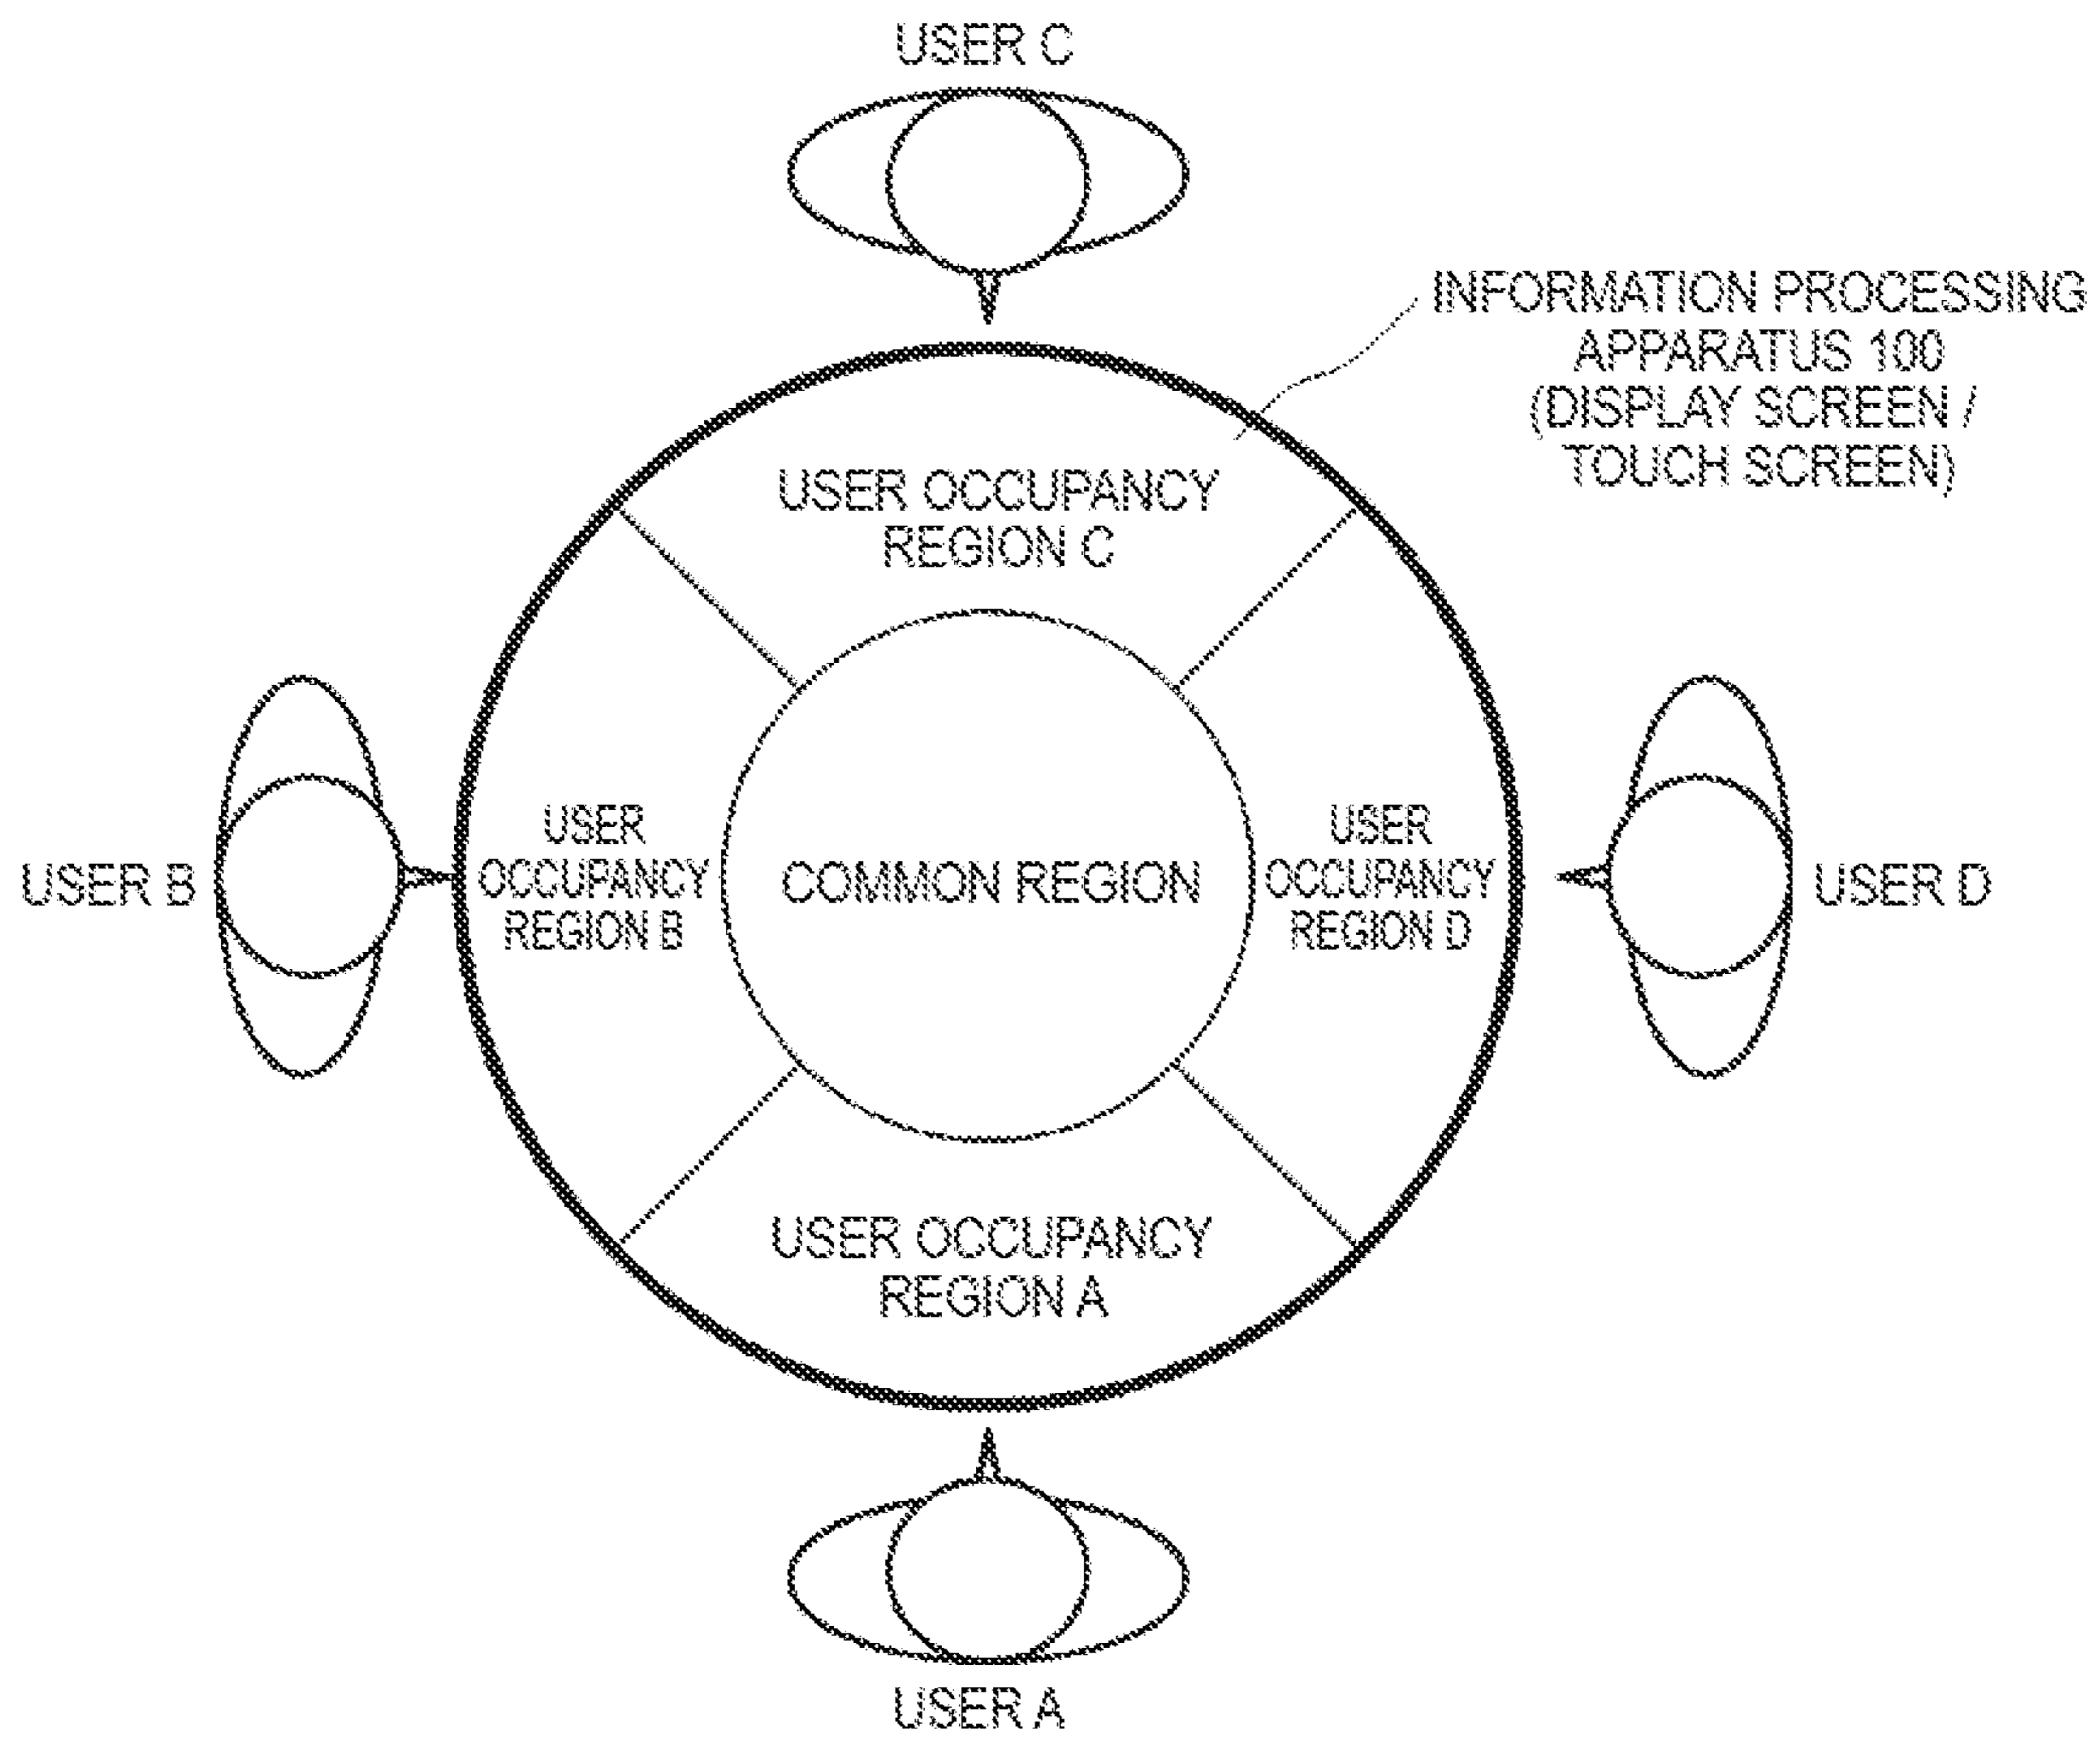 USER C
INFORMATION PROCESSING
APPARATUS 100
(DISPLAY SCREEN /
TOUCH SCREEN)
USER OCCUPANCY
REGION C
USER B
USER
OCCUPANCY
REGION B
COMMON REGION
USER
OCCUPANCY
REGION D
USER D
USER OCCUPANCY
REGION A
USER A